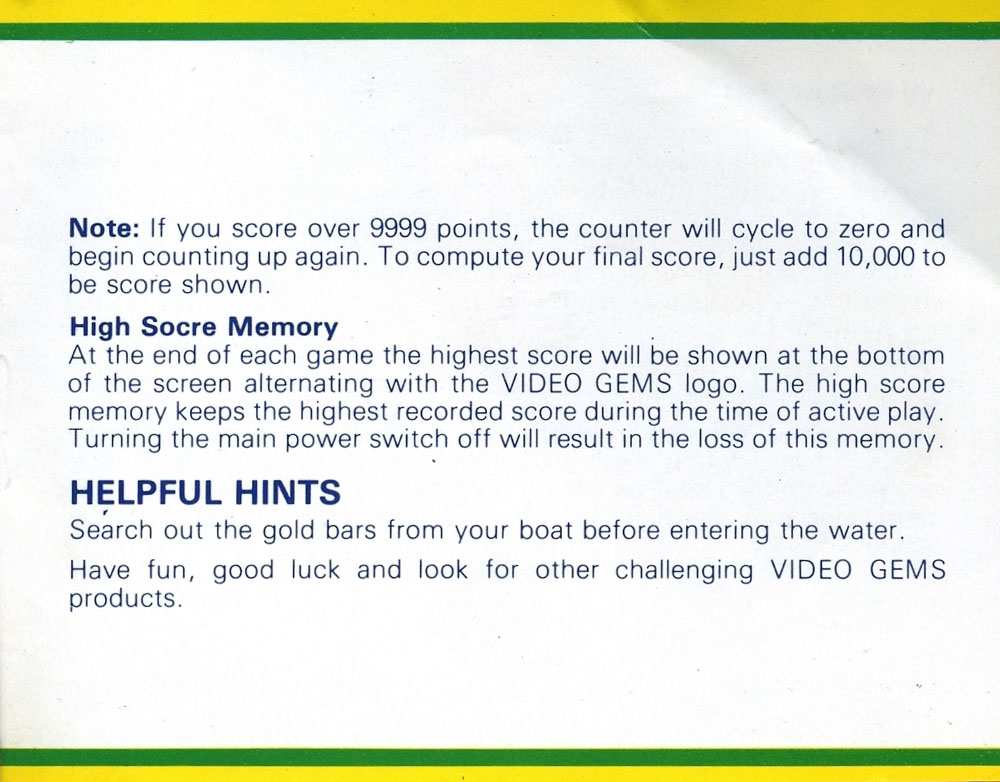 Note: If you score over 9999 points, the counter will cycle to zero and
begin counting up again. To compute your final score, just add 10,000 to
be score shown.
High Socre Memory
At the end of each game the highest score will be shown at the bottom
of the screen alternating with the VIDEO GEMS logo. The high score
memory keeps the highest recorded score during the time of active play.
Turning the main power switch off will result in the loss of this memory.
HELPFUL HINTS
Search out the gold bars from your boat before entering the water.
Have fun, good luck and look for other challenging VIDEO GEMS
products.